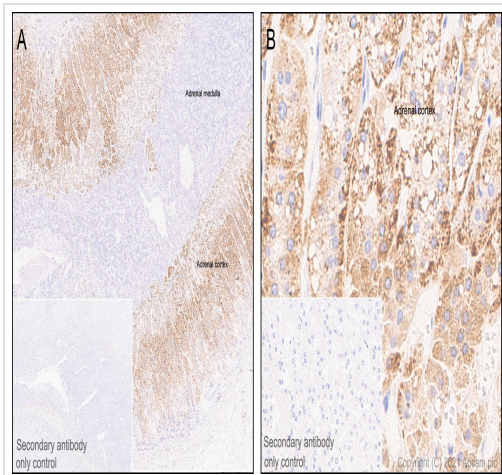 A
Adrenal medulla
Adrenal cortex
Secondary antibody
only control
B
Adrenal cortex
Secondary antibody
only control
Copyright (C) 2021 Abcam plc